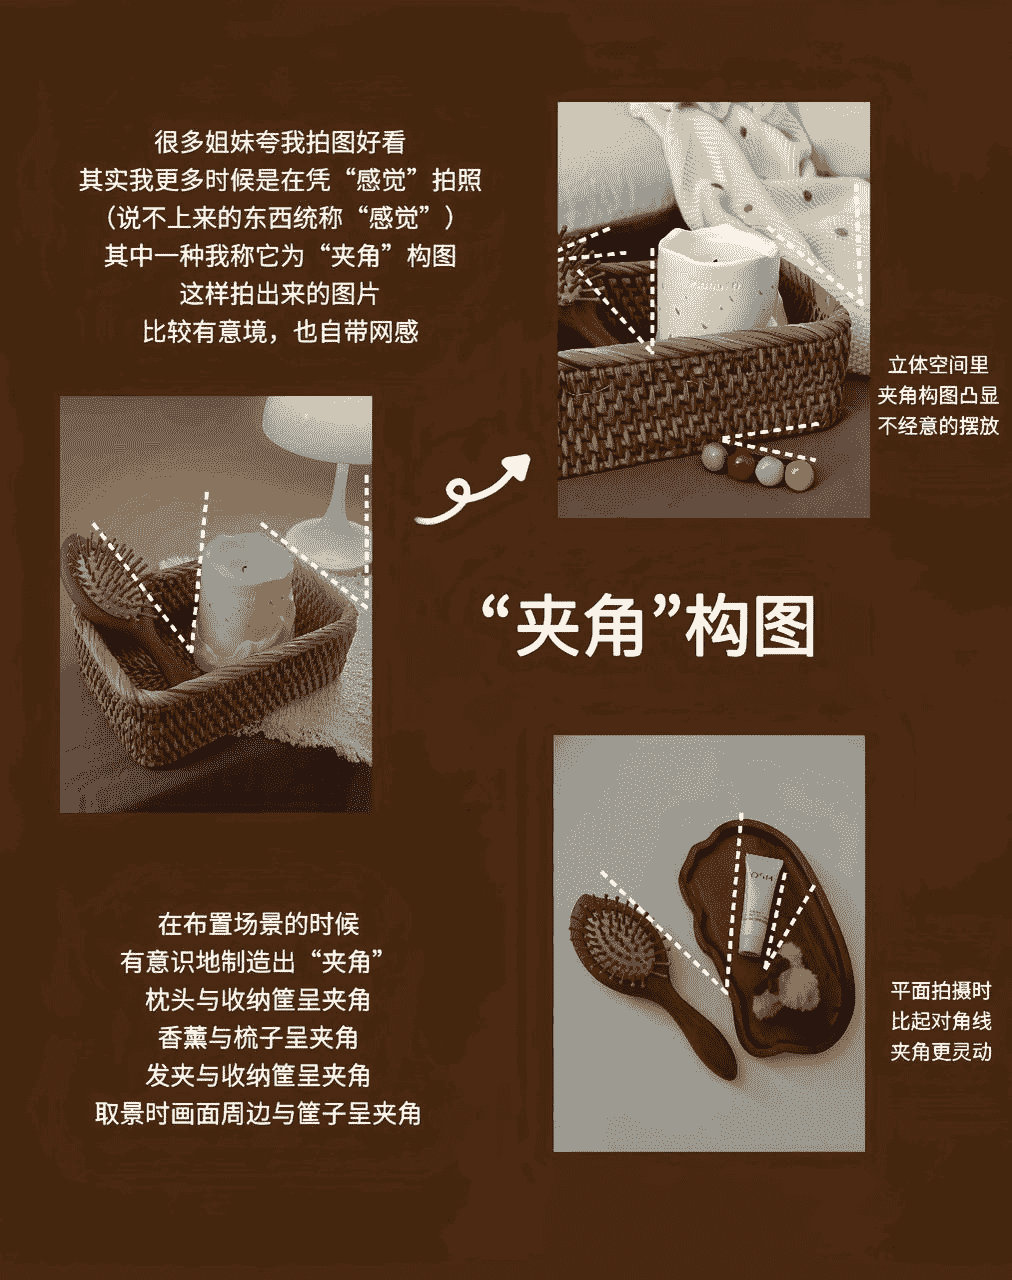 很多姐妹夸我拍图好看
其实我更多时候是在凭“感觉”拍照
（说不上来的东西统称“感觉”）
其中一种我称它为“夹角”构图
这样拍出来的图片
比较有意境，也自带网感
立体空间里
夹角构图凸显
不经意的摆放
“夹角”构图
在布置场景的时候
有意识地制造出“夹角”
枕头与收纳筐呈夹角
香薰与梳子呈夹角
发夹与收纳筐呈夹角
取景时画面周边与筐子呈夹角
平面拍摄时
比起对角线
夹角更灵动